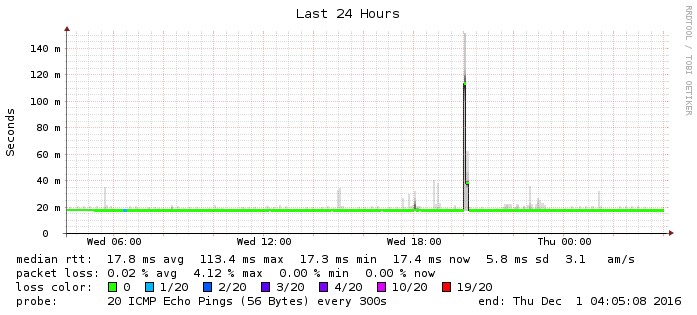 Last 24 Hours
RRDTOOL / TOBI OETIKER
Seconds
140 m
120 m
100 m
80 m
60 m
40 m
20 m
0
Wed 06:00 Wed 12:00 Wed 18:00 Thu 00:00
median rtt: 17.8 ms avg 113.4 ms max 17.3 ms min 17.4 ms now 5.8 ms sd 3.1 am/s
packet loss: 0.02 % avg 4.12 % max 0.00 % min 0.00 % now
loss color: 0 1/20 2/20 3/20 4/20 10/20 19/20
probe: 20 ICMP Echo Pings (56 Bytes) every 300s end: Thu Dec 1 04:05:08 2016